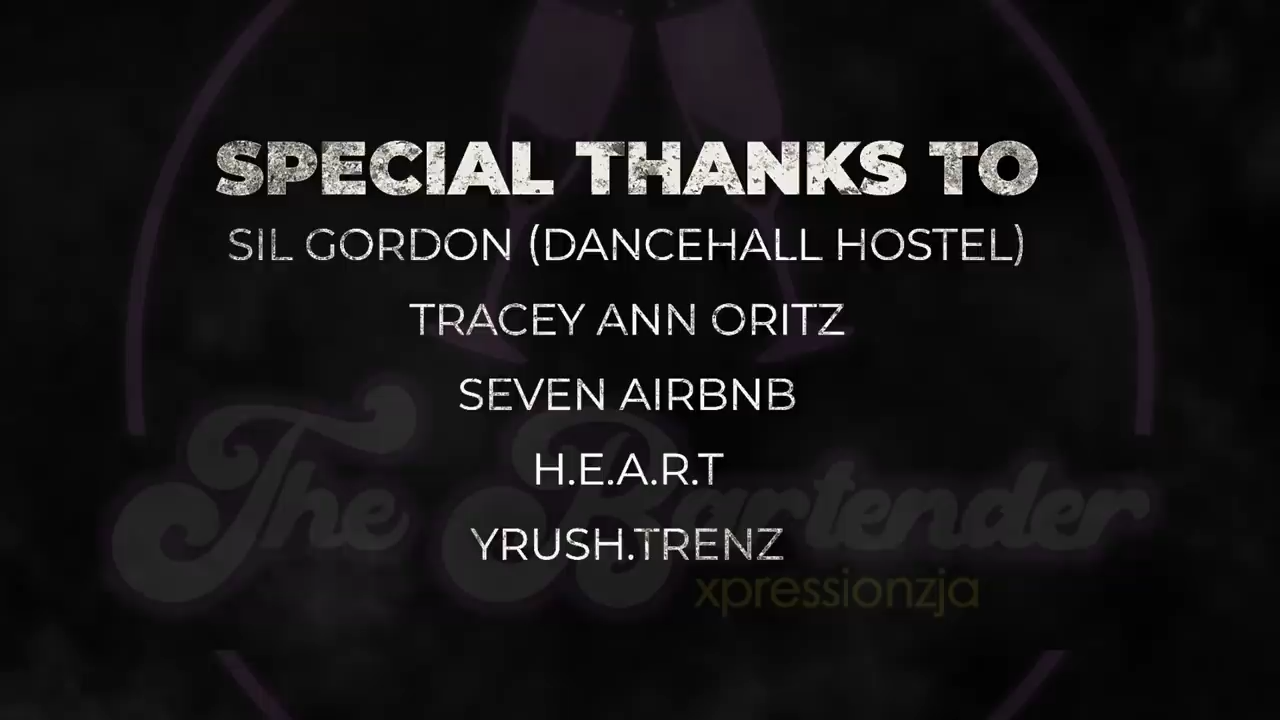 SPECIAL THANKS TO
SIL GORDON (DANCEHALL HOSTEL)
TRACEY ANN ORITZ
SEVEN AIRBNB
H.E.A.R.T
YRUSH.TRENZ
The Bartender
xpressionzja